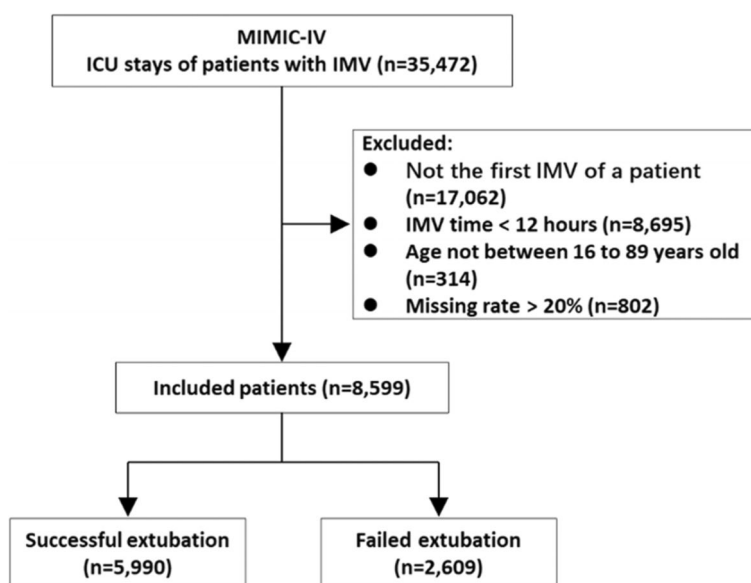 MIMIC-IV
ICU stays of patients with IMV (n=35,472)
Excluded:
● Not the first IMV of a patient
(n=17,062)
● IMV time < 12 hours (n=8,695)
● Age not between 16 to 89 years old
(n=314)
● Missing rate > 20% (n=802)
Included patients (n=8,599)
Successful extubation
(n=5,990)
Failed extubation
(n=2,609)